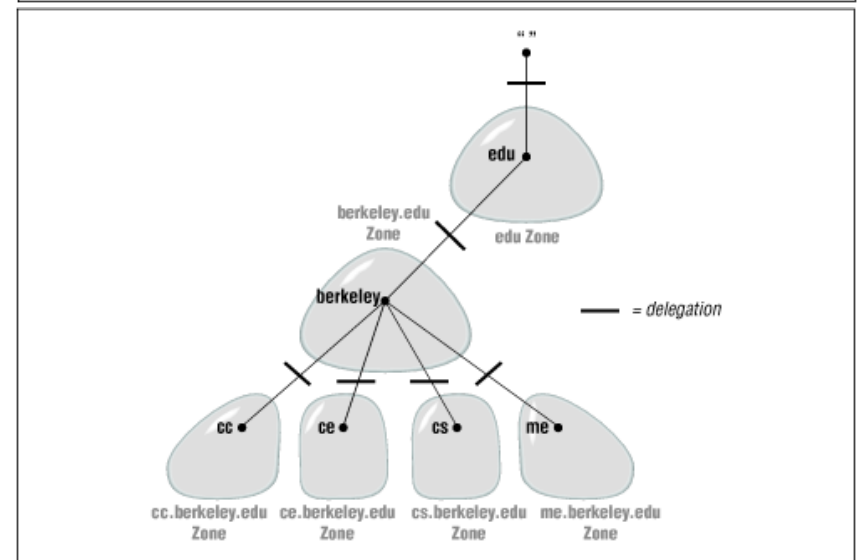 “ ”
edu
berkeley.edu
Zone
edu Zone
berkeley
= delegation
cc
ce
cs
me
cc.berkeley.edu
Zone
ce.berkeley.edu
Zone
cs.berkeley.edu
Zone
me.berkeley.edu
Zone